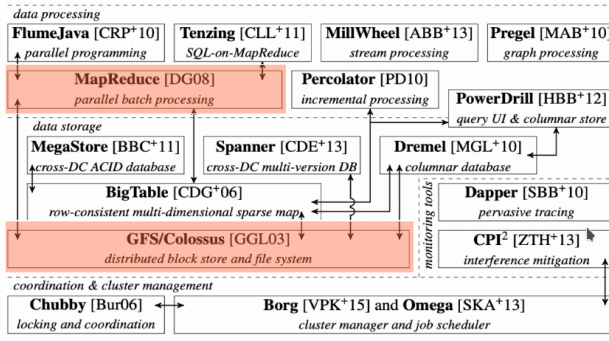 data processing
FlumeJava [CRP+10]
parallel programming
Tenzing [CLL+11]
SQL-on-MapReduce
MillWheel [ABB+13]
stream processing
Pregel [MAB+10]
graph processing
MapReduce [DG08]
parallel batch processing
Percolator [PD10]
incremental processing
PowerDrill [HBB+12]
query UI & columnar store
data storage
MegaStore [BBC+11]
cross-DC ACID database
Spanner [CDE+13]
cross-DC multi-version DB
Dremel [MGL+10]
columnar database
BigTable [CDG+06]
row-consistent multi-dimensional sparse map
monitoring tools
Dapper [SBB+10]
pervasive tracing
GFS/Colossus [GGL03]
distributed block store and file system
CPI² [ZTH+13]
interference mitigation
coordination & cluster management
Chubby [Bur06]
locking and coordination
Borg [VPK+15] and Omega [SKA+13]
cluster manager and job scheduler